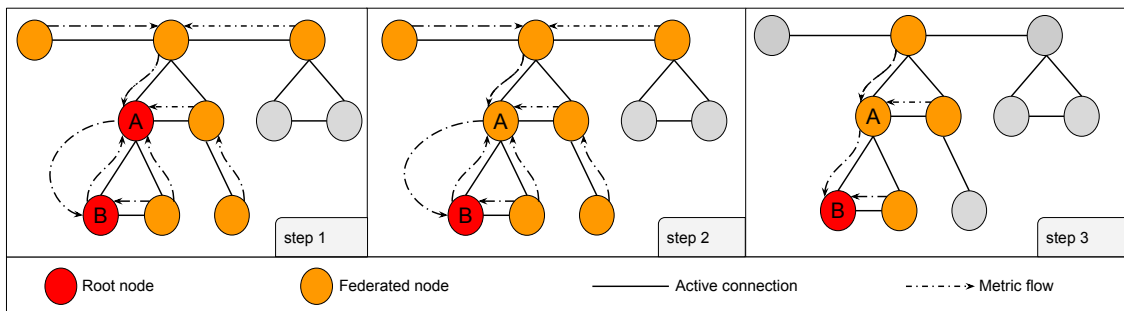 A
B
step 1
A
B
step 2
A
B
step 3
Root node Federated node Active connection Metric flow